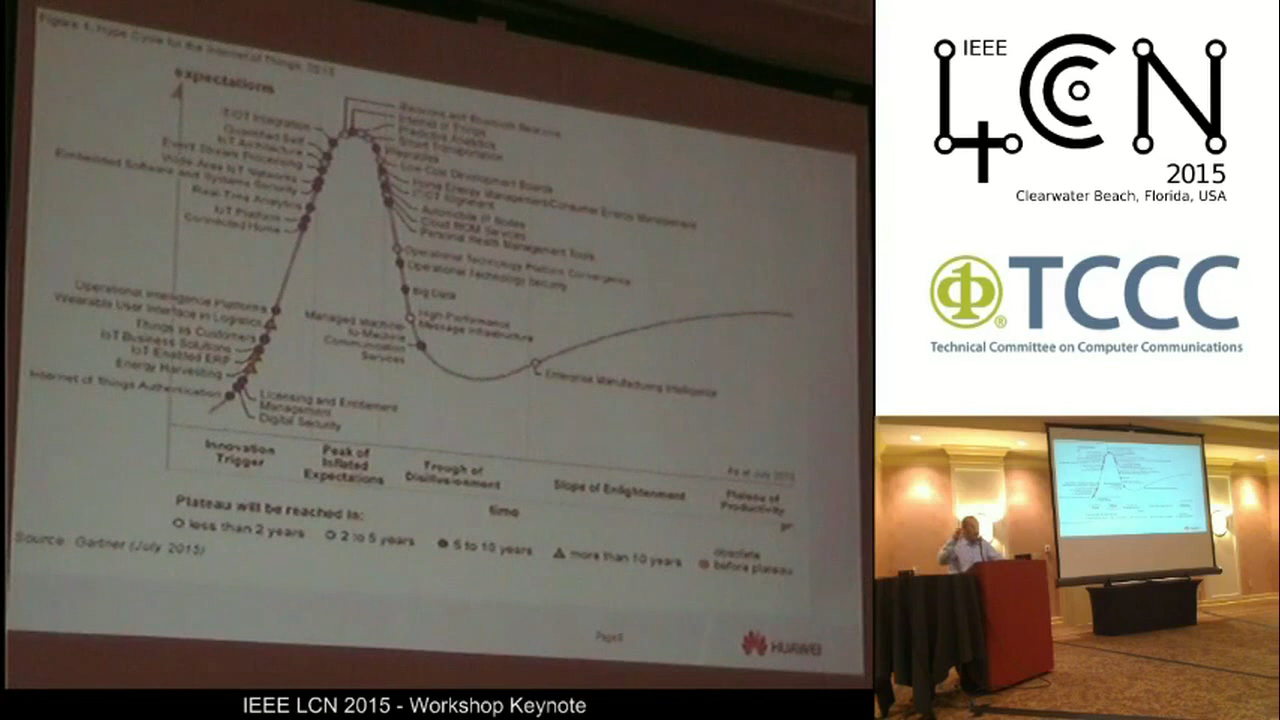 Figure 1. Hype Cycle for the Internet of Things, 2015
expectations
IT/OT Integration
Quantified Self
IoT Architecture
Event Stream Processing
Wide-Area IoT Networks
Embedded Software and Systems Security
Real-Time Analytics
IoT Platform
Connected Home
Operational Intelligence Platforms
Wearable User Interface in Logistics
Things as Customers
IoT Business Solutions
IoT Enabled ERP
Energy Harvesting
Internet of Things Authentication
Licensing and Entitlement
Management
Digital Security
Internet of Things
Predictive Analytics
Smart Transportation
Wearables
Low-Cost Development Boards
Home Energy Management/Consumer Energy Management
IT/OT Alignment
Automobile IP Nodes
Cloud MOM Services
Personal Health Management Tools
Operational Technology Platform Convergence
Operational Technology Security
Big Data
High-Performance
Message Infrastructure
Managed Machine-
to-Machine
Communication
Services
Enterprise Manufacturing Intelligence
As of July 2015
Innovation
Trigger
Peak of
Inflated
Expectations
Trough of
Disillusionment
Slope of Enlightenment
Plateau of
Productivity
time
Plateau will be reached in:
less than 2 years
2 to 5 years
5 to 10 years
more than 10 years
obsolete
before plateau
Source: Gartner (July 2015)
HUAWEI
IEEE LCN 2015 - Workshop Keynote
IEEE
LCN
2015
Clearwater Beach, Florida, USA
TCCC
®
Technical Committee on Computer Communications